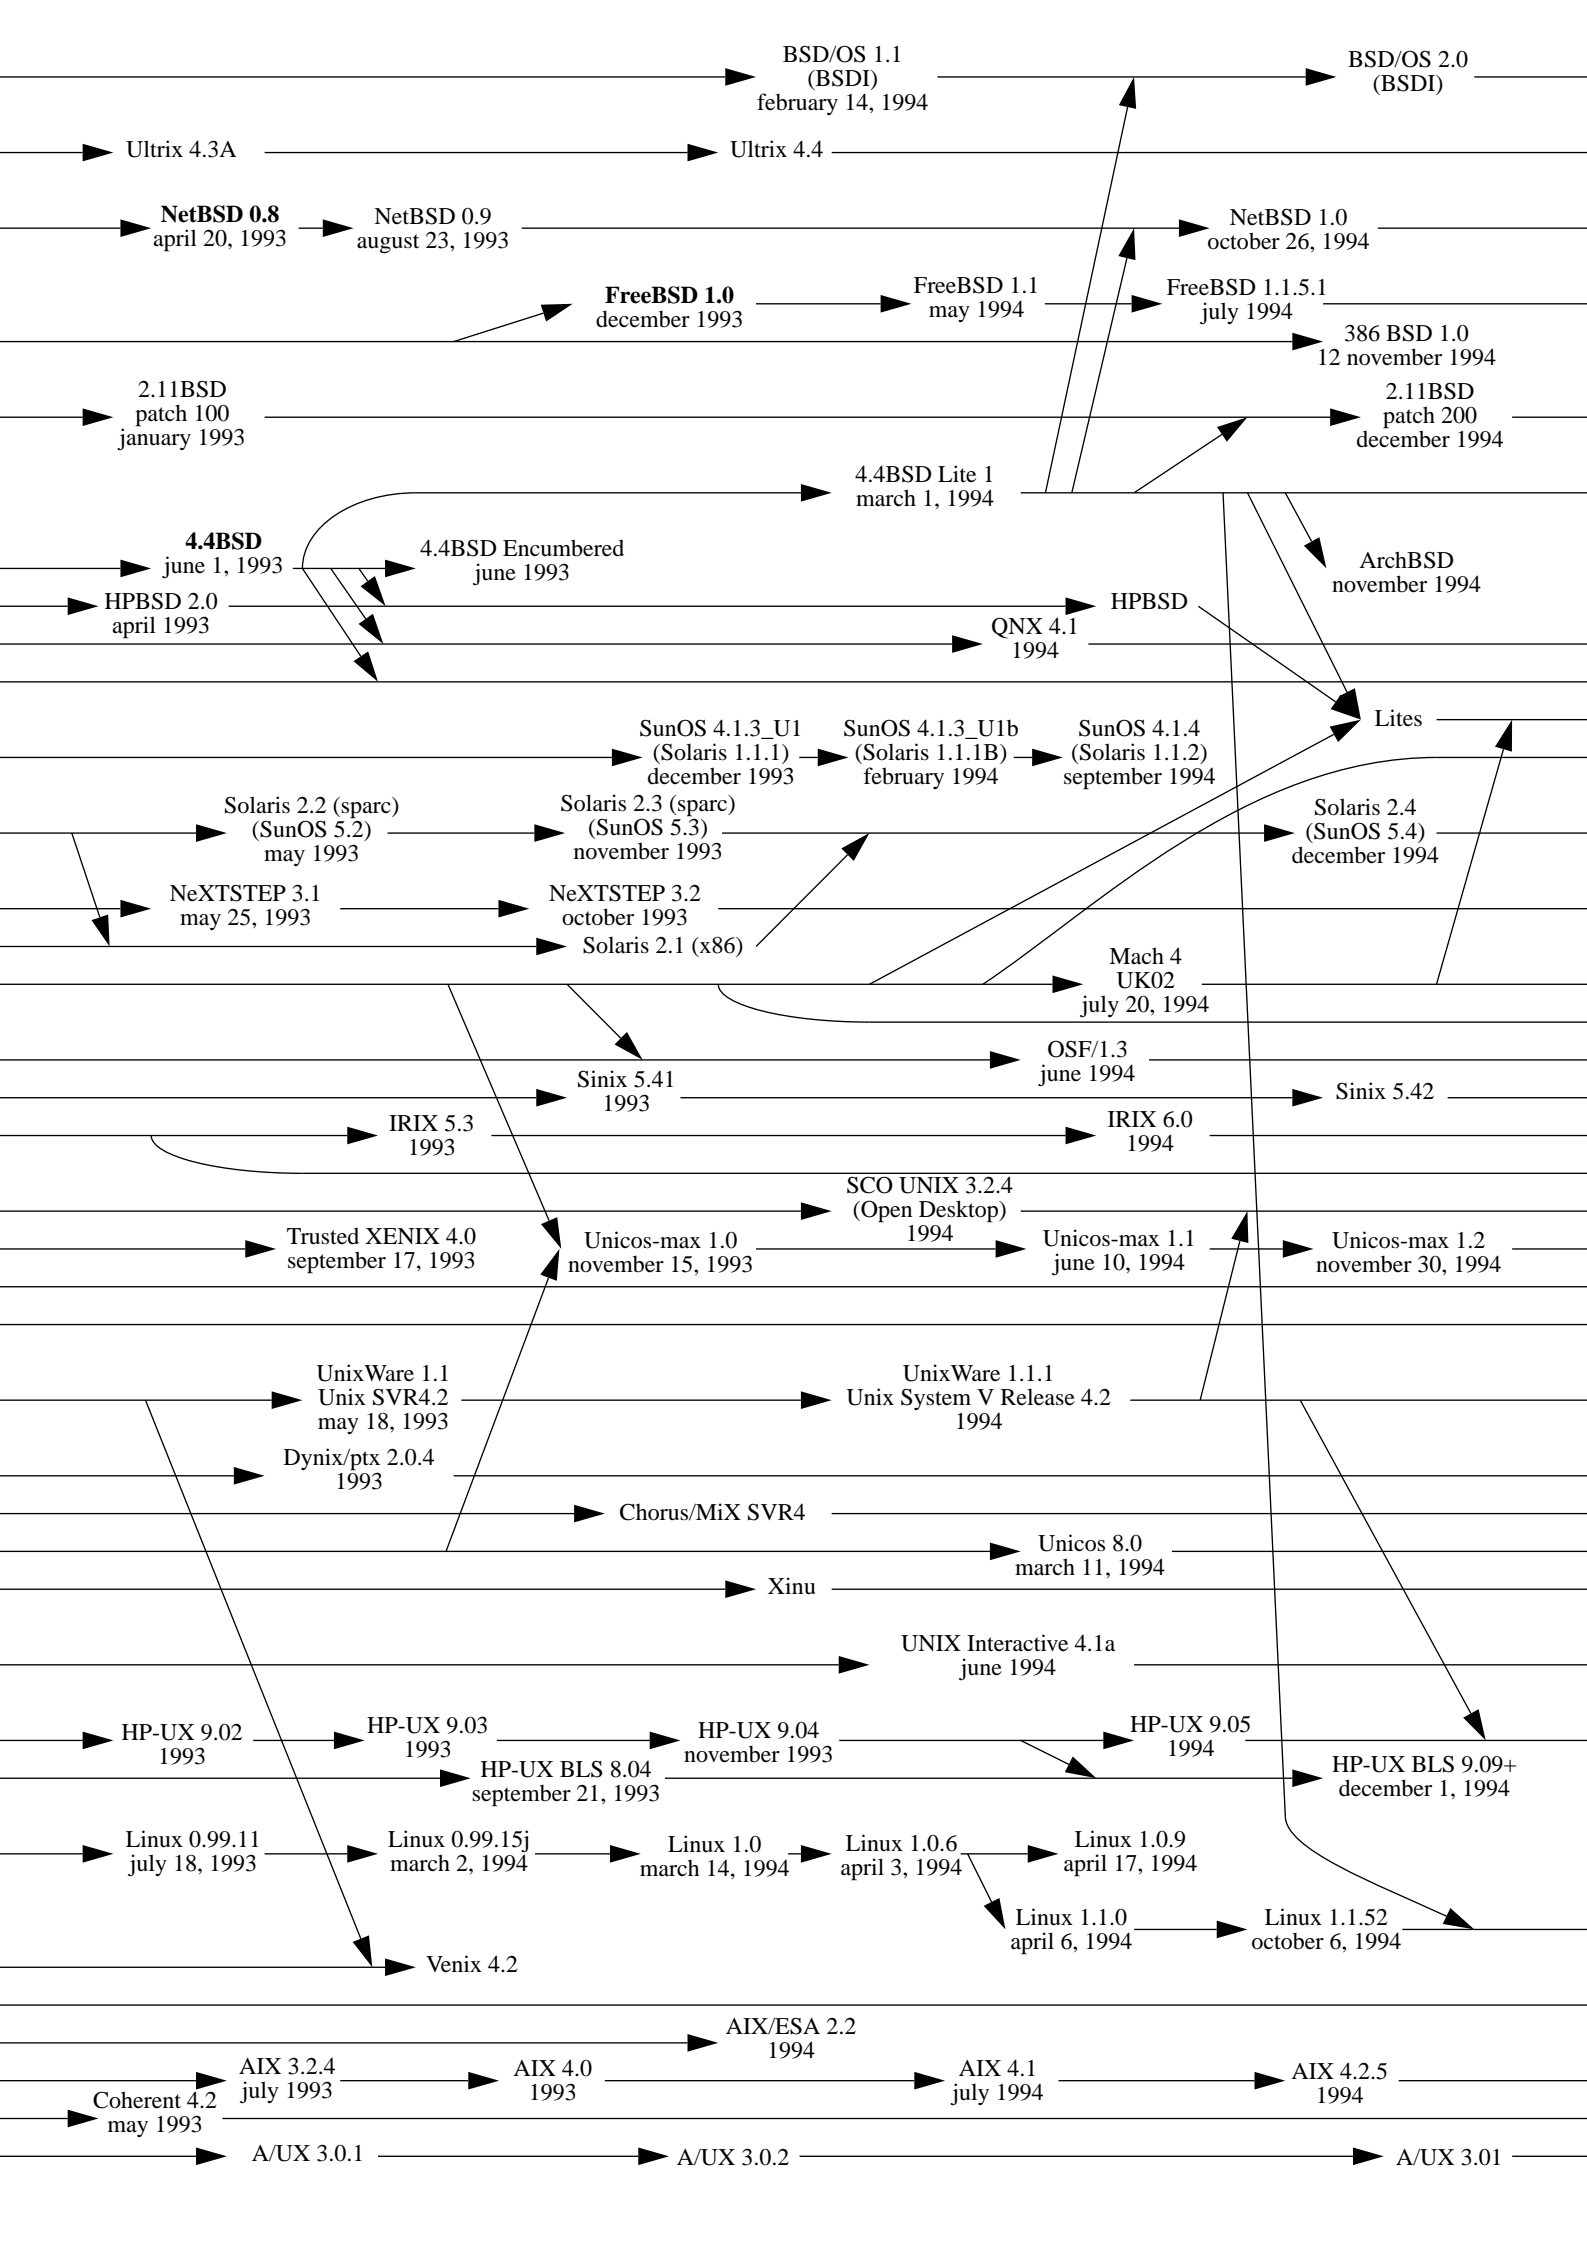 BSD/OS 1.1
(BSDI)
february 14, 1994
BSD/OS 2.0
(BSDI)
Ultrix 4.3A
Ultrix 4.4
NetBSD 0.8
april 20, 1993
NetBSD 0.9
august 23, 1993
NetBSD 1.0
october 26, 1994
FreeBSD 1.0
december 1993
FreeBSD 1.1
may 1994
FreeBSD 1.1.5.1
july 1994
386 BSD 1.0
12 november 1994
2.11BSD
patch 100
january 1993
2.11BSD
patch 200
december 1994
4.4BSD Lite 1
march 1, 1994
4.4BSD
june 1, 1993
4.4BSD Encumbered
june 1993
ArchBSD
november 1994
HPBSD 2.0
april 1993
HPBSD
QNX 4.1
1994
Lites
SunOS 4.1.3_U1
(Solaris 1.1.1)
december 1993
SunOS 4.1.3_U1b
(Solaris 1.1.1B)
february 1994
SunOS 4.1.4
(Solaris 1.1.2)
september 1994
Solaris 2.2 (sparc)
(SunOS 5.2)
may 1993
Solaris 2.3 (sparc)
(SunOS 5.3)
november 1993
Solaris 2.4
(SunOS 5.4)
december 1994
NeXTSTEP 3.1
may 25, 1993
NeXTSTEP 3.2
october 1993
Solaris 2.1 (x86)
Mach 4
UK02
july 20, 1994
OSF/1.3
june 1994
Sinix 5.41
1993
Sinix 5.42
IRIX 5.3
1993
IRIX 6.0
1994
SCO UNIX 3.2.4
(Open Desktop)
1994
Trusted XENIX 4.0
september 17, 1993
Unicos-max 1.0
november 15, 1993
Unicos-max 1.1
june 10, 1994
Unicos-max 1.2
november 30, 1994
UnixWare 1.1
Unix SVR4.2
may 18, 1993
UnixWare 1.1.1
Unix System V Release 4.2
1994
Dynix/ptx 2.0.4
1993
Chorus/MiX SVR4
Unicos 8.0
march 11, 1994
Xinu
UNIX Interactive 4.1a
june 1994
HP-UX 9.02
1993
HP-UX 9.03
1993
HP-UX 9.04
november 1993
HP-UX 9.05
1994
HP-UX BLS 8.04
september 21, 1993
HP-UX BLS 9.09+
december 1, 1994
Linux 0.99.11
july 18, 1993
Linux 0.99.15j
march 2, 1994
Linux 1.0
march 14, 1994
Linux 1.0.6
april 3, 1994
Linux 1.0.9
april 17, 1994
Linux 1.1.0
april 6, 1994
Linux 1.1.52
october 6, 1994
Venix 4.2
AIX/ESA 2.2
1994
AIX 3.2.4
july 1993
AIX 4.0
1993
AIX 4.1
july 1994
AIX 4.2.5
1994
Coherent 4.2
may 1993
A/UX 3.0.1
A/UX 3.0.2
A/UX 3.01